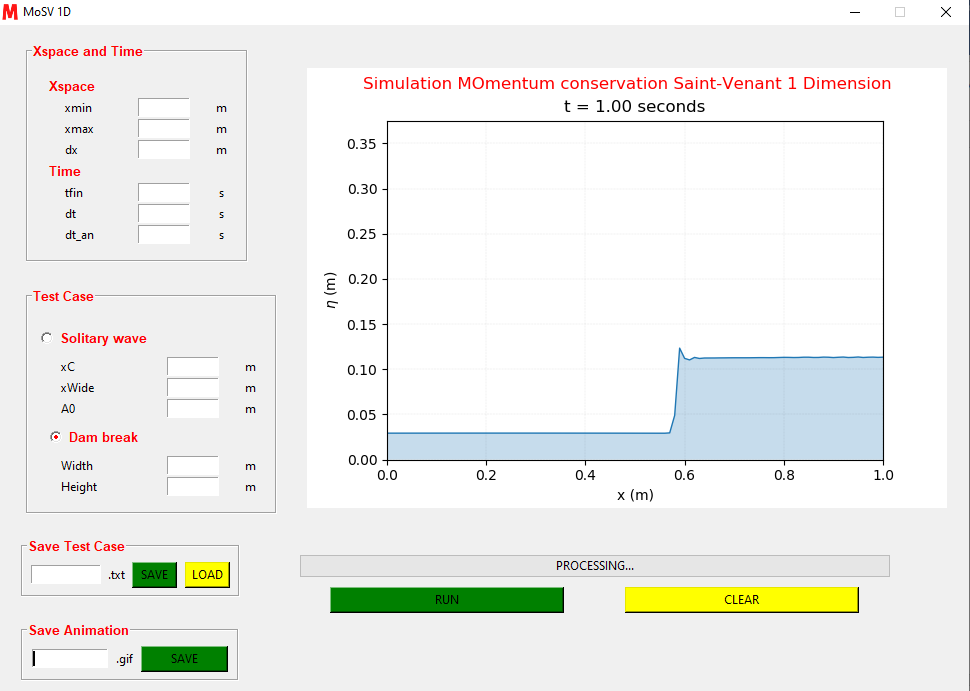 MoSV 1D
Xspace and Time
Xspace
xmin m
xmax m
dx m
Time
tfin s
dt s
dt_an s
Test Case
Solitary wave
xC m
xWide m
A0 m
Dam break
Width m
Height m
Save Test Case
.txt SAVE LOAD
Save Animation
.gif SAVE
Simulation MOmentum conservation Saint-Venant 1 Dimension
t = 1.00 seconds
0.35
0.30
0.25
0.20
0.15
0.10
0.05
0.00
η (m)
0.0 0.2 0.4 0.6 0.8 1.0
x (m)
PROCESSING...
RUN CLEAR